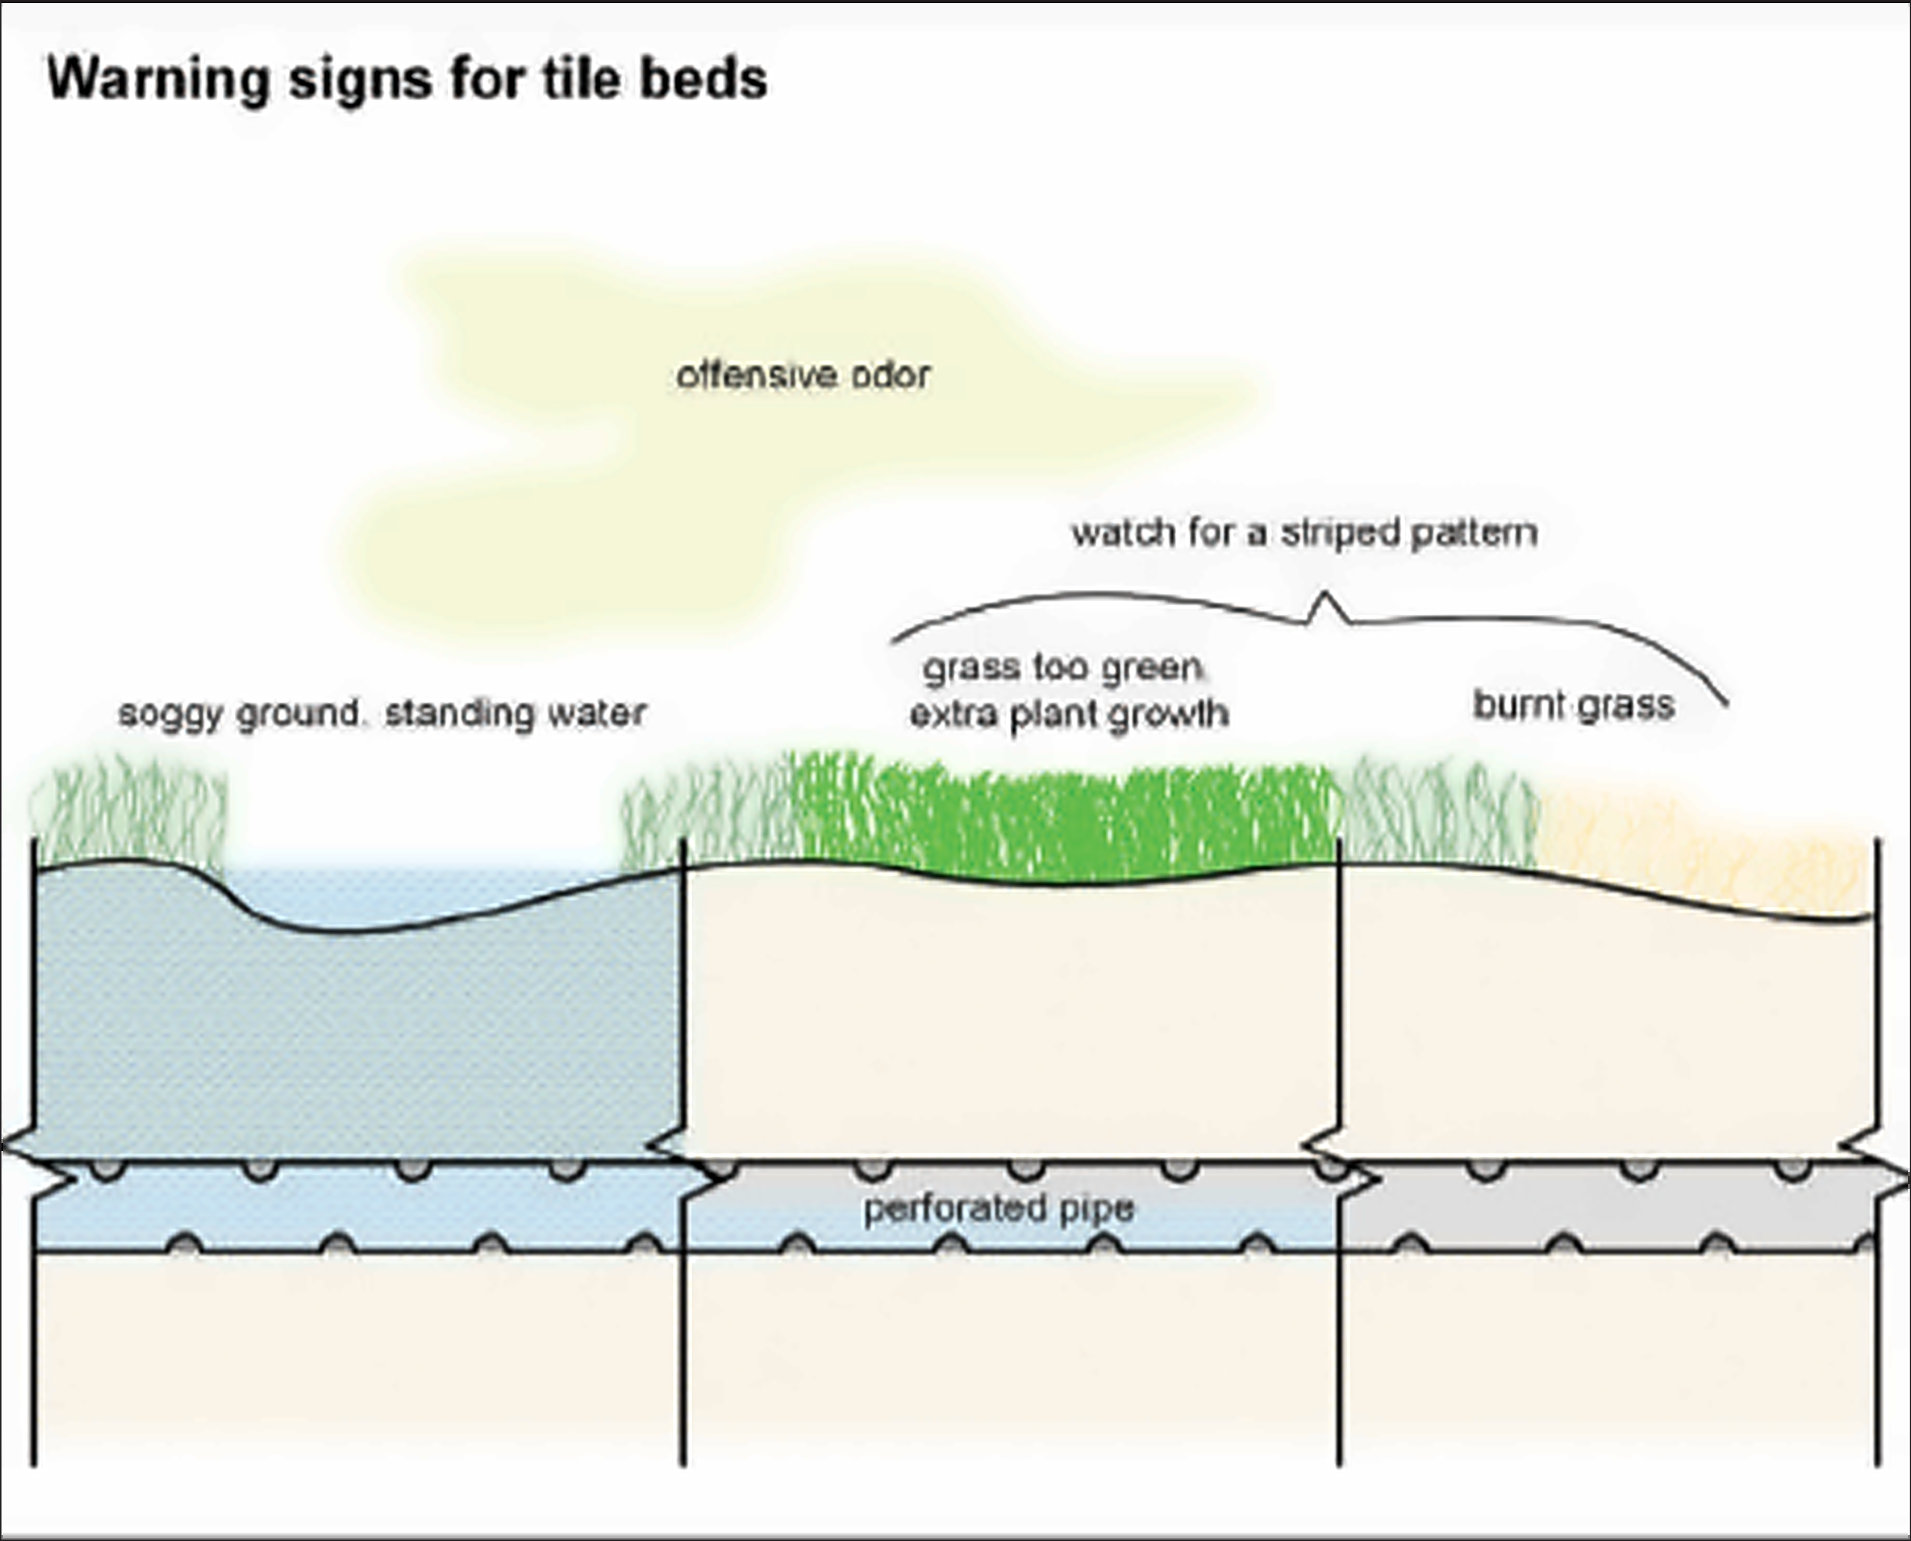 Warning signs for tile beds
offensive odor
watch for a striped pattern
grass too green,
extra plant growth
burnt grass
soggy ground, standing water
perforated pipe